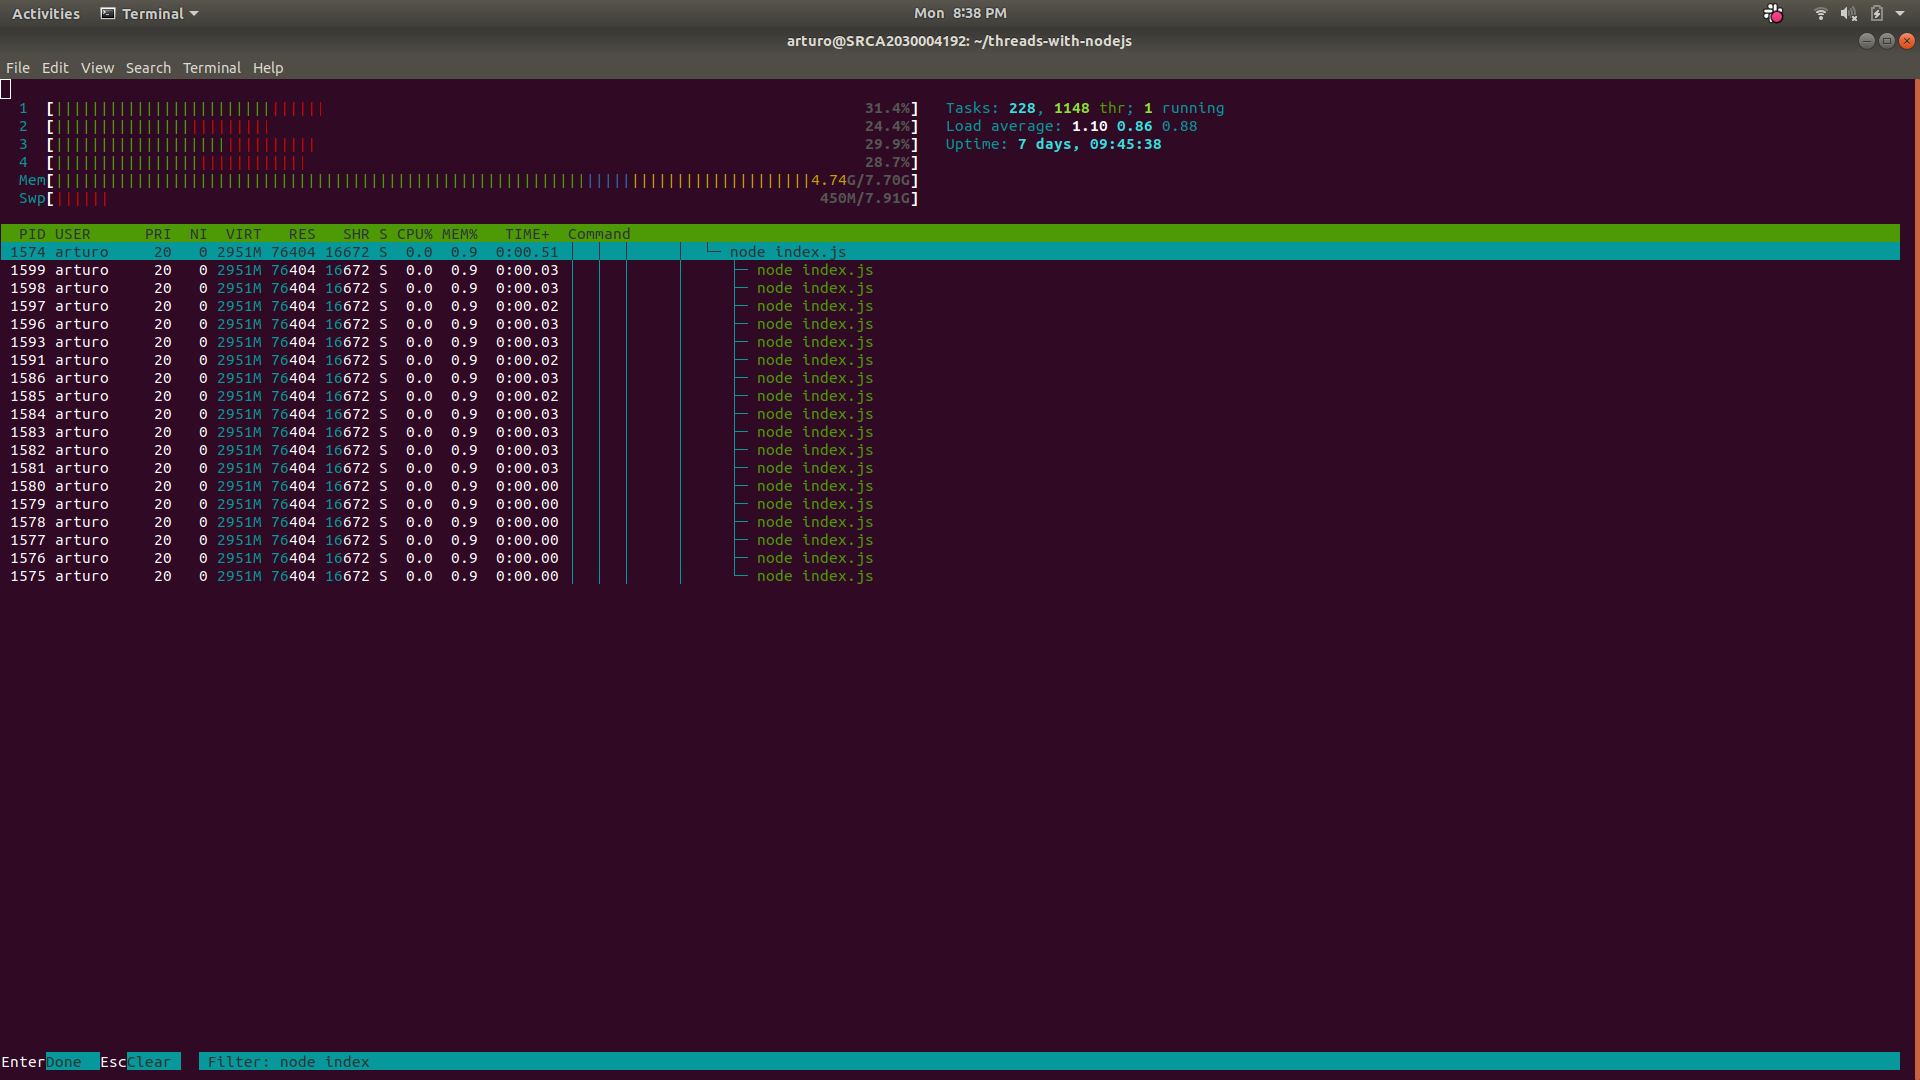 Activities Terminal Mon 8:38 PM
arturo@SRCA2030004192: ~/threads-with-nodejs
File Edit View Search Terminal Help
1 [||||||||||||||||||||||||||||||31.4%] Tasks: 228, 1148 thr; 1 running
2 [||||||||||||||||||||||||24.4%] Load average: 1.10 0.86 0.88
3 [|||||||||||||||||||||||||||||29.9%] Uptime: 7 days, 09:45:38
4 [||||||||||||||||||||||||||||28.7%]
Mem[||||||||||||||||||||||||||||||||||||||||||||||||||||||||||||||||||||||||||||||||||||4.74G/7.70G]
Swp[||||||450M/7.91G]
PID USER PRI NI VIRT RES SHR S CPU% MEM% TIME+ Command
1574 arturo 20 0 2951M 76404 16672 S 0.0 0.9 0:00.51 node index.js
1599 arturo 20 0 2951M 76404 16672 S 0.0 0.9 0:00.03 node index.js
1598 arturo 20 0 2951M 76404 16672 S 0.0 0.9 0:00.03 node index.js
1597 arturo 20 0 2951M 76404 16672 S 0.0 0.9 0:00.02 node index.js
1596 arturo 20 0 2951M 76404 16672 S 0.0 0.9 0:00.03 node index.js
1593 arturo 20 0 2951M 76404 16672 S 0.0 0.9 0:00.03 node index.js
1591 arturo 20 0 2951M 76404 16672 S 0.0 0.9 0:00.02 node index.js
1586 arturo 20 0 2951M 76404 16672 S 0.0 0.9 0:00.03 node index.js
1585 arturo 20 0 2951M 76404 16672 S 0.0 0.9 0:00.02 node index.js
1584 arturo 20 0 2951M 76404 16672 S 0.0 0.9 0:00.03 node index.js
1583 arturo 20 0 2951M 76404 16672 S 0.0 0.9 0:00.03 node index.js
1582 arturo 20 0 2951M 76404 16672 S 0.0 0.9 0:00.03 node index.js
1581 arturo 20 0 2951M 76404 16672 S 0.0 0.9 0:00.03 node index.js
1580 arturo 20 0 2951M 76404 16672 S 0.0 0.9 0:00.00 node index.js
1579 arturo 20 0 2951M 76404 16672 S 0.0 0.9 0:00.00 node index.js
1578 arturo 20 0 2951M 76404 16672 S 0.0 0.9 0:00.00 node index.js
1577 arturo 20 0 2951M 76404 16672 S 0.0 0.9 0:00.00 node index.js
1576 arturo 20 0 2951M 76404 16672 S 0.0 0.9 0:00.00 node index.js
1575 arturo 20 0 2951M 76404 16672 S 0.0 0.9 0:00.00 node index.js
EnterDone EscClear Filter: node index